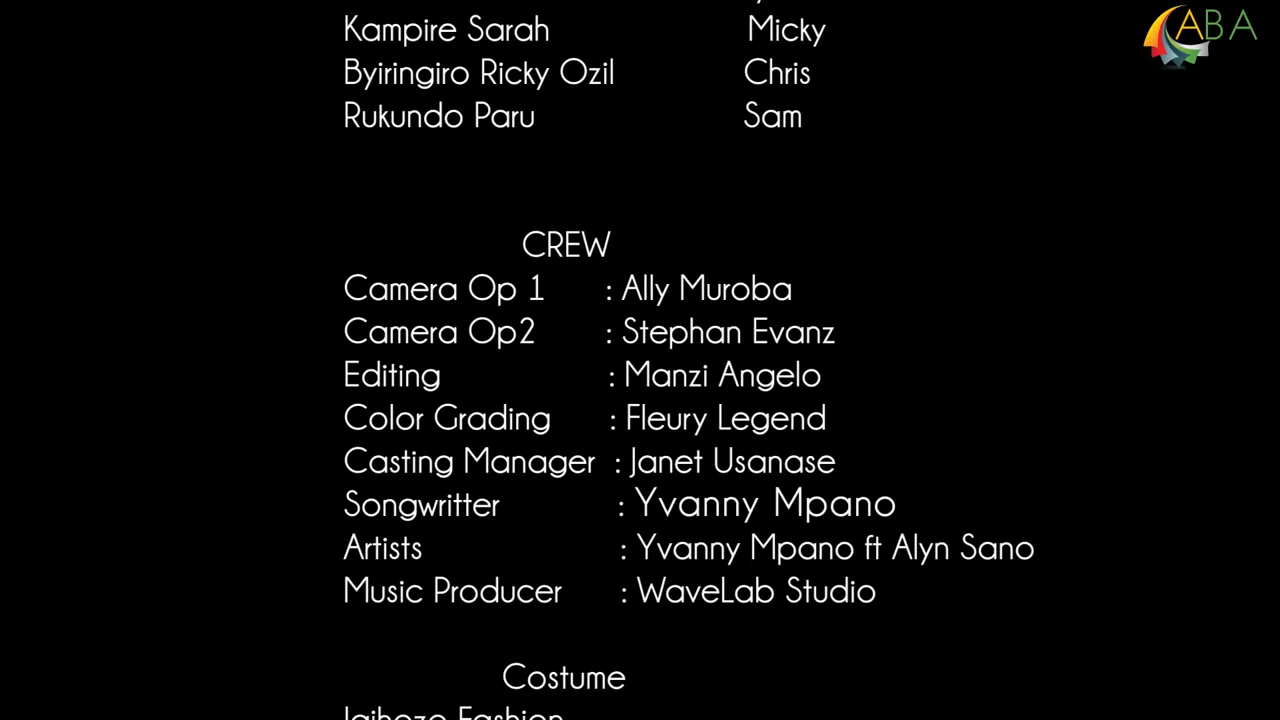 Kampire Sarah Micky
ABA
Byiringiro Ricky Ozil Chris
Rukundo Paru Sam
CREW
Camera Op 1 : Ally Muroba
Camera Op2 : Stephan Evanz
Editing : Manzi Angelo
Color Grading : Fleury Legend
Casting Manager : Janet Usanase
Songwritter : Yvanny Mpano
Artists : Yvanny Mpano ft Alyn Sano
Music Producer : WaveLab Studio
Costume
Fashion